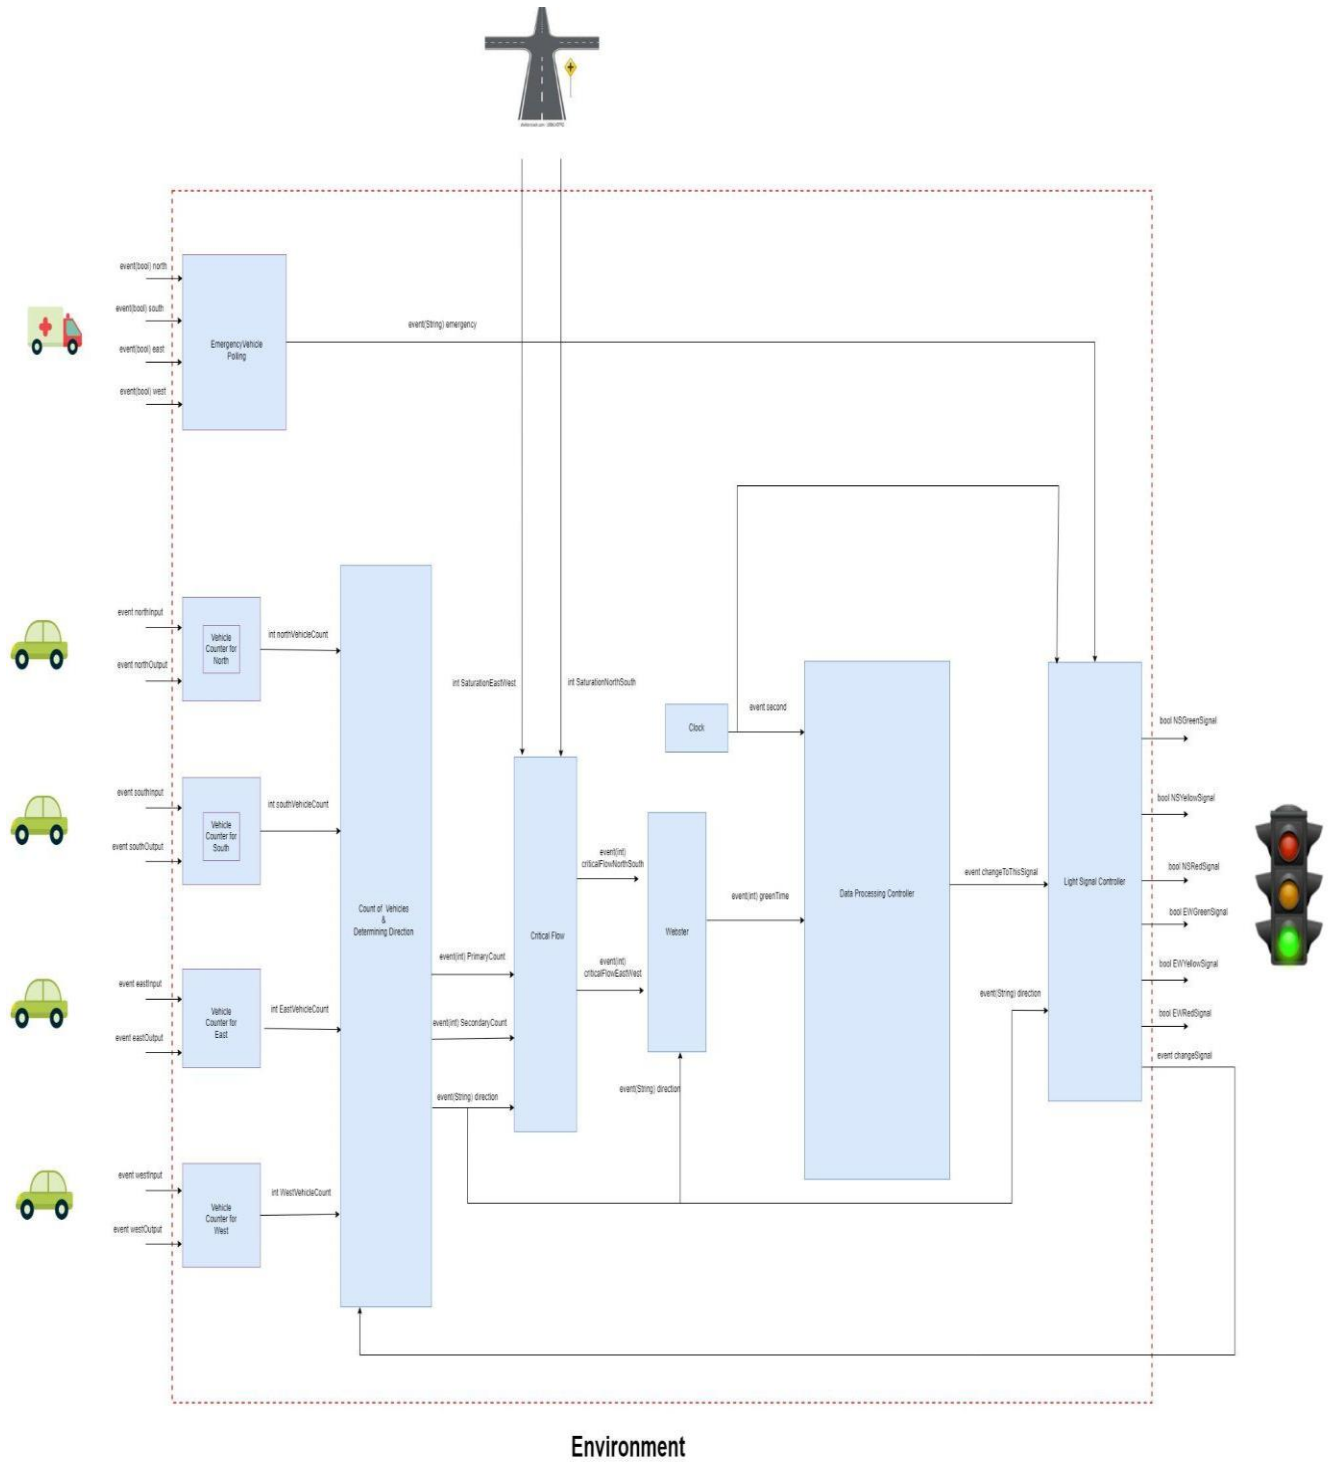 event(bool) north
event(bool) south
event(bool) east
event(bool) west
EmergencyVehicle
Polling
event(String) emergency
event northInput
event northOutput
Vehicle
Counter for
North
int northVehicleCount
event southInput
event southOutput
Vehicle
Counter for
South
int southVehicleCount
event eastInput
event eastOutput
Vehicle
Counter for
East
int EastVehicleCount
event westInput
event westOutput
Vehicle
Counter for
West
int WestVehicleCount
Count of Vehicles
&
Determining Direction
int SaturationEastWest
int SaturationNorthSouth
event(int) PrimaryCount
event(int) SecondaryCount
event(String) direction
Critical Flow
event(int)
criticalFlowNorthSouth
event(int)
criticalFlowEastWest
Clock
event second
Webster
event(String) direction
event(int) greenTime
Data Processing Controller
event changeToThisSignal
event(String) direction
Light Signal Controller
bool NSGreenSignal
bool NSYellowSignal
bool NSRedSignal
bool EWGreenSignal
bool EWYellowSignal
bool EWRedSignal
event changeSignal
Environment